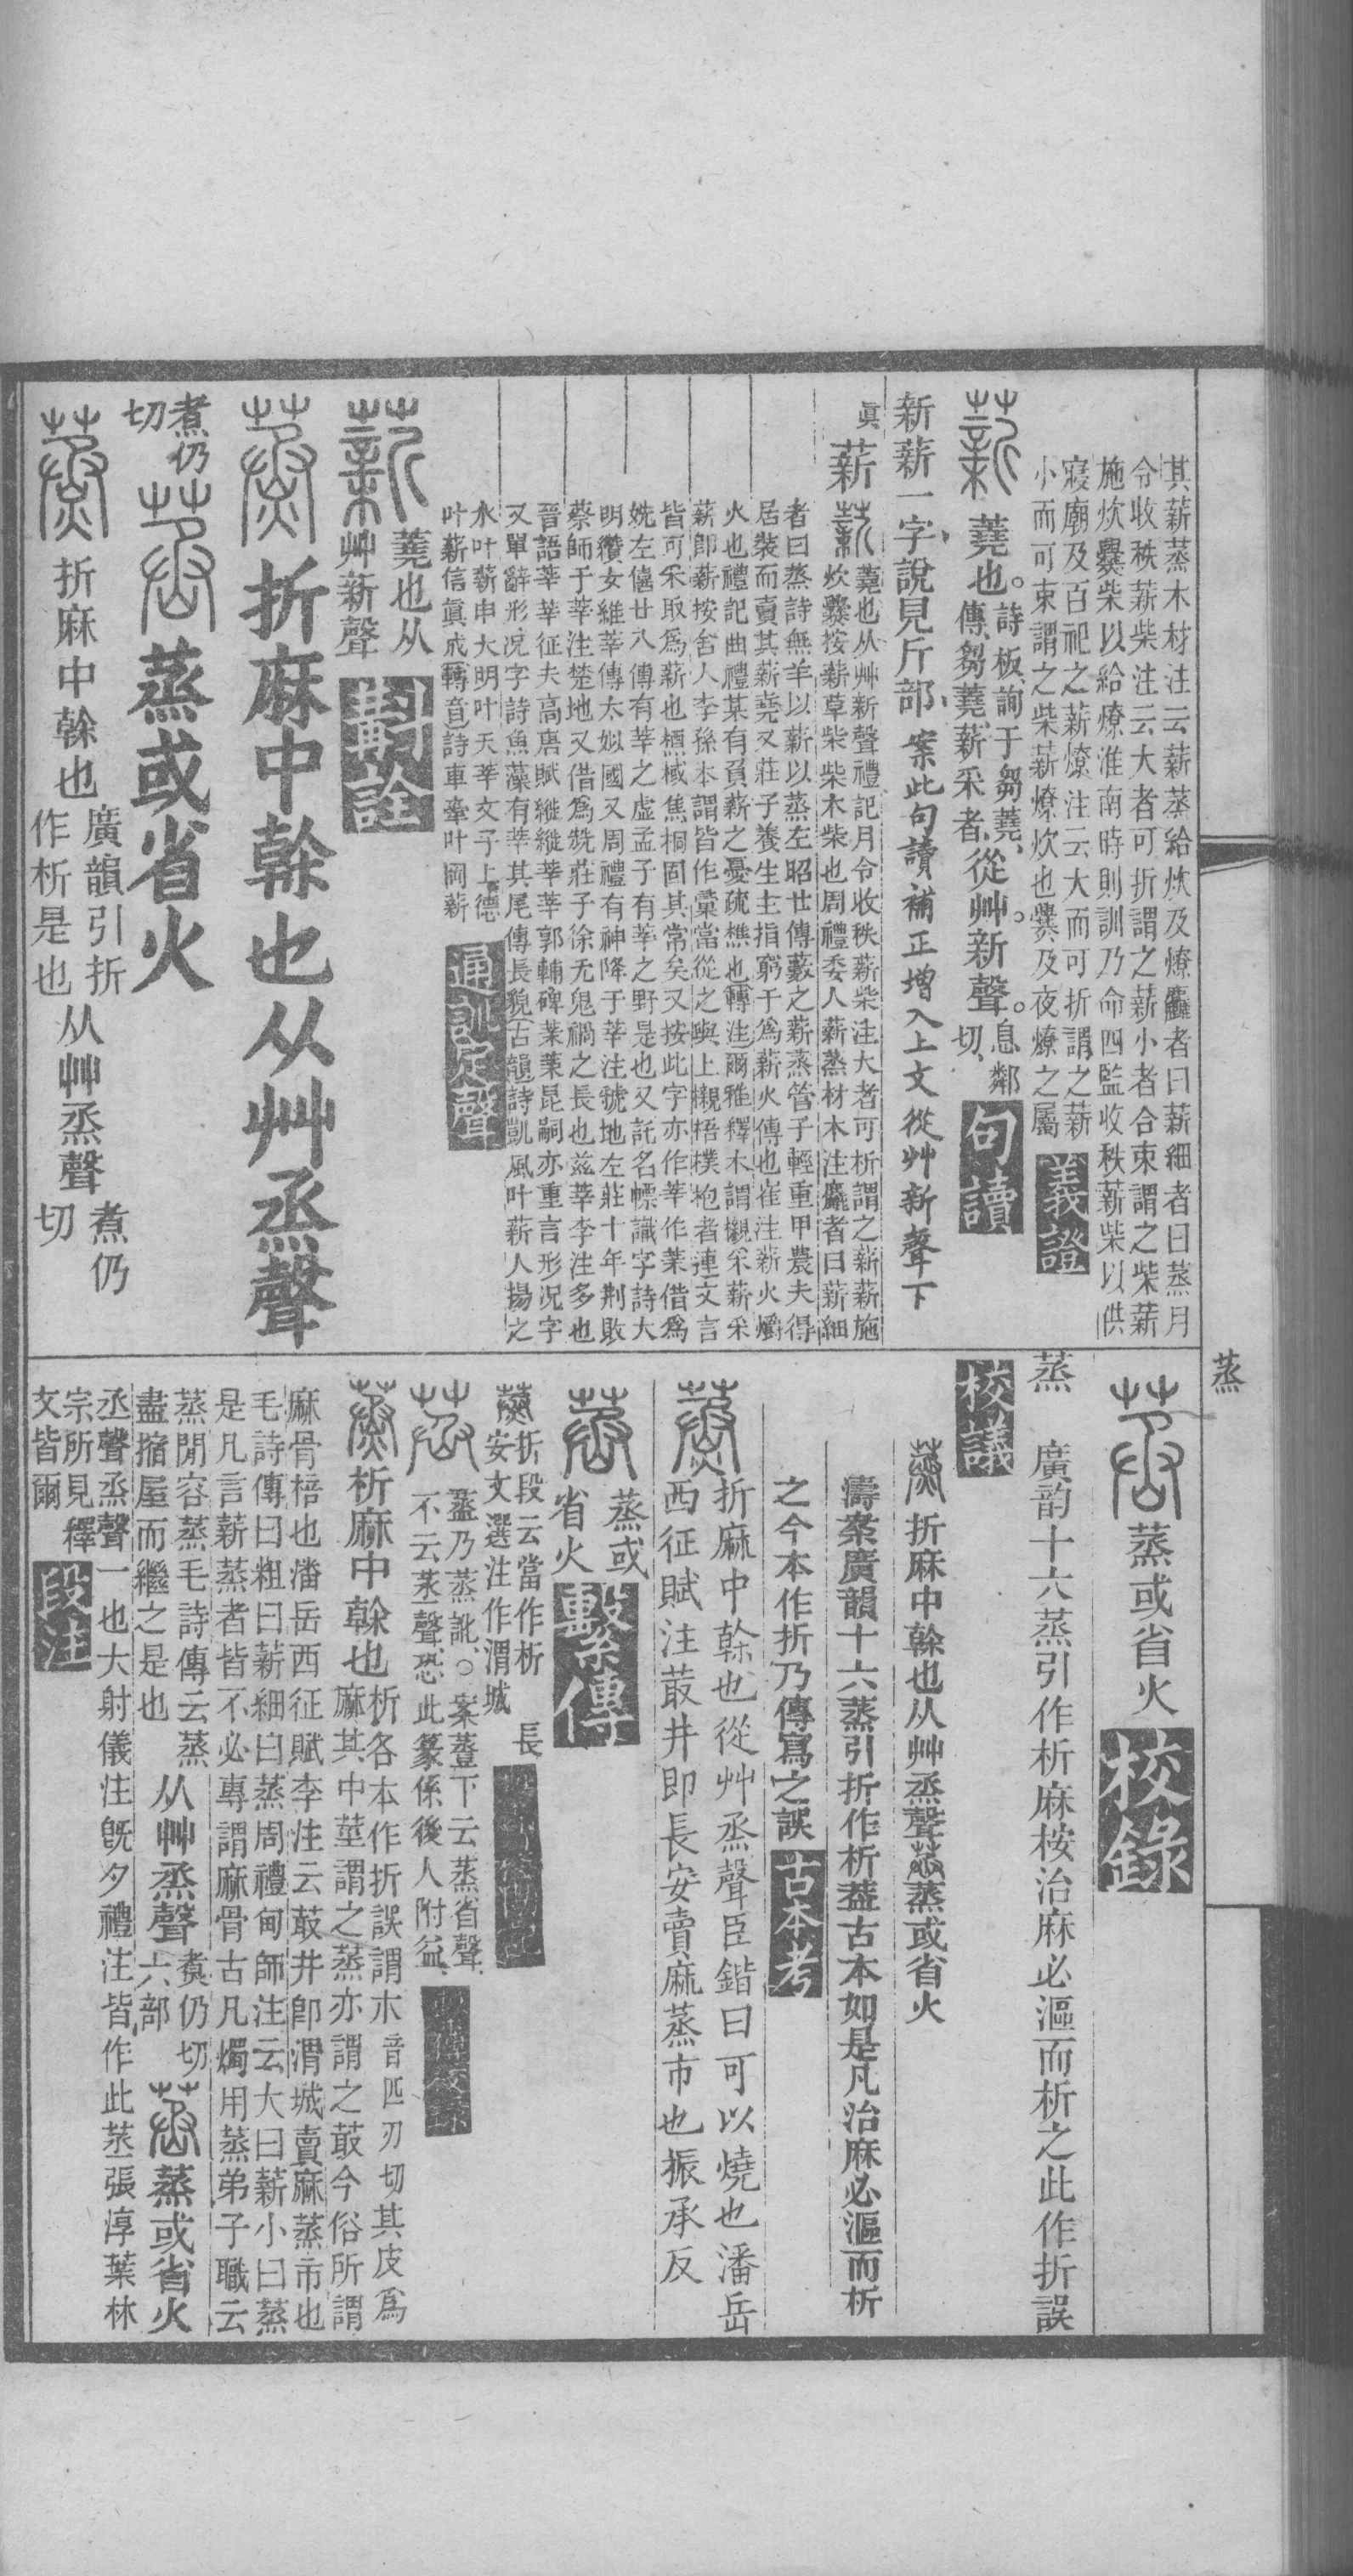 其薪蒸木材注云薪蒸給炊及燎麤者曰薪細者曰蒸月
令收秩薪柴注云大者可折謂之薪小者合束謂之柴薪
施炊爨柴以給燎淮南時則訓乃命四監收秩薪柴以供
寢廟及百祀之薪燎注云大而可折謂之薪
小而可束謂之柴薪燎炊也爨及夜燎之屬
義證
薪蕘也。詩板詢于芻蕘、
傳、芻蕘、薪采者、從艸。新聲。息鄰
切、
句讀
新薪一字說見斤部案此句讀補正增入上文從艸新聲下
眞
薪薪蕘也从艸新聲禮記月令收秩薪柴注大者可析謂之薪薪施
炊爨按薪草柴柴木柴也周禮委人薪蒸材木注麤者曰薪細
者曰蒸詩無羊以薪以蒸左昭廿傳藪之薪蒸管子輕重甲農夫得
居裝而賣其薪蕘又莊子養生主指窮于爲薪火傳也崔注薪火爝
火也禮記曲禮某有負薪之憂疏樵也轉注爾雅釋木謂櫬采薪采
薪卽薪按舍人李孫本謂皆作彙當從之與上櫬梧樸枹者連文言
皆可采取爲薪也樲棫焦桐固其常矣又按此字亦作莘作䓆借爲
姺左僖廿八傳有莘之虛孟子有莘之野是也又託名幖識字詩大
明纘女維莘傳太姒國又周禮有神降于莘注虢地左莊十年荆敗
蔡師于莘注楚地又借爲兟莊子徐无鬼禍之長也茲莘李注多也
晉語莘莘征夫高唐賦縰縰莘莘郭輔碑䓆䓆昆嗣亦重言形况字
又單辭形况字詩魚藻有莘其尾傳長貌古韻詩凱風叶薪人揚之
水叶薪申大明叶天莘文子上德
叶薪信眞成轉音詩車舝叶岡薪
通訓定聲
薪蕘也从
艸新聲
斠詮
蒸折麻中榦也从艸烝聲
煮仍
切
䒱蒸或省火
蒸折麻中榦也廣韻引折
作析是也从艸烝聲煮仍
切
蒸
䒱蒸或省火校錄
蒸廣韵十六蒸引作析麻桉治麻必漚而析之此作折誤
校議
蒸折麻中榦也从艸烝聲䒱蒸或省火
濤案廣韻十六蒸引折作析葢古本如是凡治麻必漚而析
之今本作折乃傳寫之誤古本考
蒸折麻中榦也從艸烝聲臣鍇曰可以燒也潘岳
西征賦注菆井即長安賣麻蒸市也振承反
䒱蒸或
省火繫傳
蒸折段云當作析 長
安文選注作渭城
䒱葢乃蒸訛、○案蕋下云蒸省聲、
不云烝聲、恐此篆係後人附益、
蒸析麻中榦也析各本作折誤謂木音匹刃切其皮爲
麻其中莖謂之蒸亦謂之菆今俗所謂
麻骨棓也潘岳西征賦李注云菆井卽渭城賣麻蒸市也
毛詩傳曰粗曰薪細曰蒸周禮甸師注云大曰薪小曰蒸
是凡言薪蒸者皆不必專謂麻骨古凡燭用蒸弟子職云
蒸閒容蒸毛詩傳云蒸
盡搚屋而繼之是也从艸烝聲煑仍切
六部䒱蒸或省火
丞聲烝聲一也大射儀注旣夕禮注皆作此䒱張淳葉林
宗所見釋
文皆爾
段注